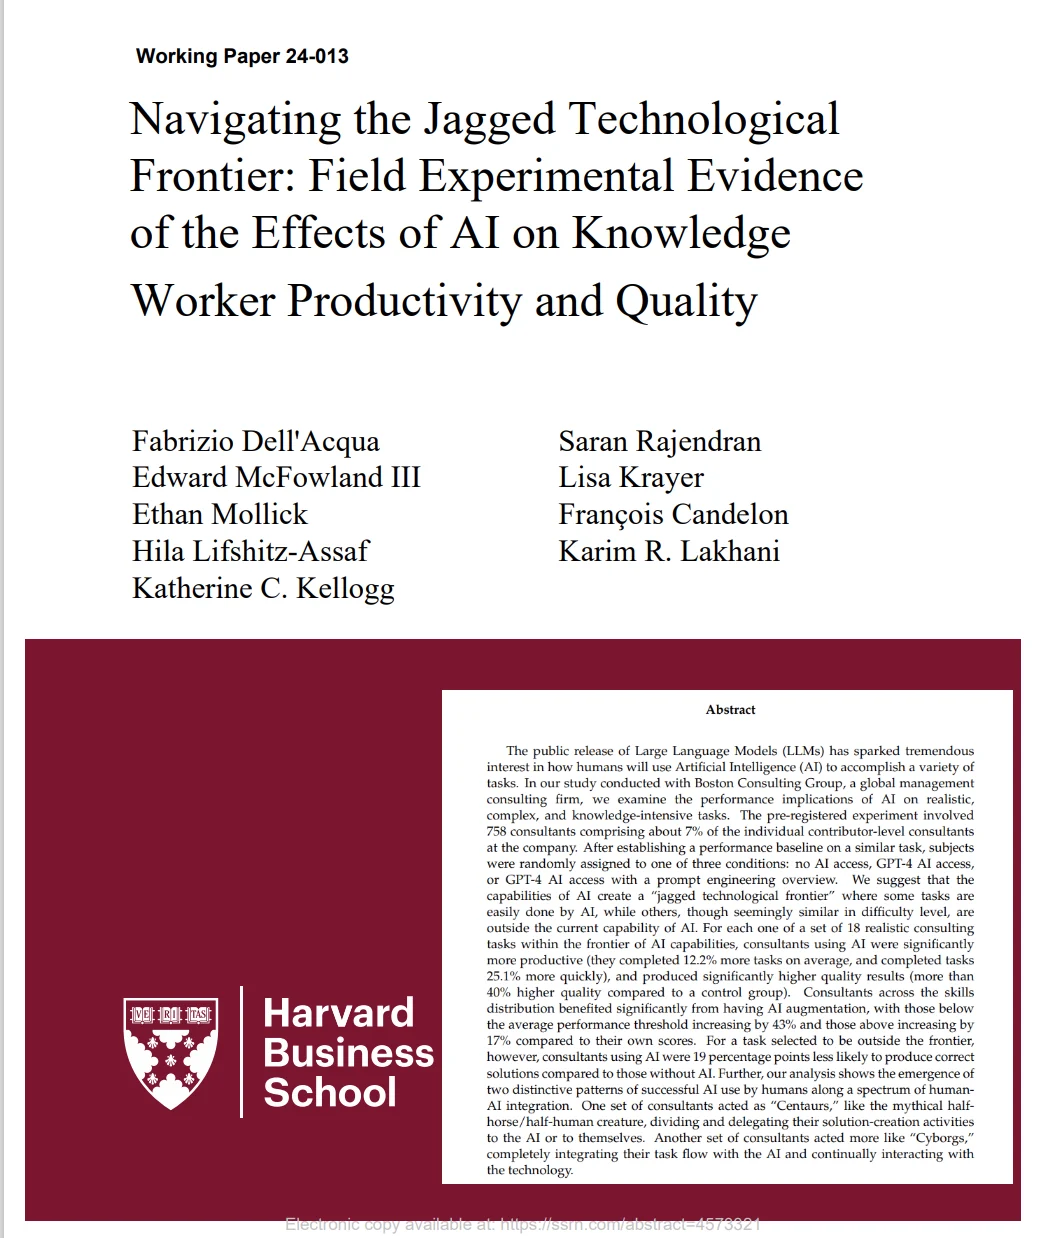 Working Paper 24-013
Navigating the Jagged Technological
Frontier: Field Experimental Evidence
of the Effects of AI on Knowledge
Worker Productivity and Quality
Fabrizio Dell'Acqua
Edward McFowland III
Ethan Mollick
Hila Lifshitz-Assaf
Katherine C. Kellogg
Saran Rajendran
Lisa Krayer
François Candelon
Karim R. Lakhani
Abstract
The public release of Large Language Models (LLMs) has sparked tremendous
interest in how humans will use Artificial Intelligence (AI) to accomplish a variety of
tasks. In our study conducted with Boston Consulting Group, a global management
consulting firm, we examine the performance implications of AI on realistic,
complex, and knowledge-intensive tasks. The pre-registered experiment involved
758 consultants comprising about 7% of the individual contributor-level consultants
at the company. After establishing a performance baseline on a similar task, subjects
were randomly assigned to one of three conditions: no AI access, GPT-4 AI access,
or GPT-4 AI access with a prompt engineering overview. We suggest that the
capabilities of AI create a “jagged technological frontier” where some tasks are
easily done by AI, while others, though seemingly similar in difficulty level, are
outside the current capability of AI. For each one of a set of 18 realistic consulting
tasks within the frontier of AI capabilities, consultants using AI were significantly
more productive (they completed 12.2% more tasks on average, and completed tasks
25.1% more quickly), and produced significantly higher quality results (more than
40% higher quality compared to a control group). Consultants across the skills
distribution benefited significantly from having AI augmentation, with those below
the average performance threshold increasing by 43% and those above increasing by
17% compared to their own scores. For a task selected to be outside the frontier,
however, consultants using AI were 19 percentage points less likely to produce correct
solutions compared to those without AI. Further, our analysis shows the emergence of
two distinctive patterns of successful AI use by humans along a spectrum of human-
AI integration. One set of consultants acted as “Centaurs,” like the mythical half-
horse/half-human creature, dividing and delegating their solution-creation activities
to the AI or to themselves. Another set of consultants acted more like “Cyborgs,”
completely integrating their task flow with the AI and continually interacting with
the technology.
VE RI TAS
Harvard
Business
School
Electronic copy available at: https://ssrn.com/abstract=4573321